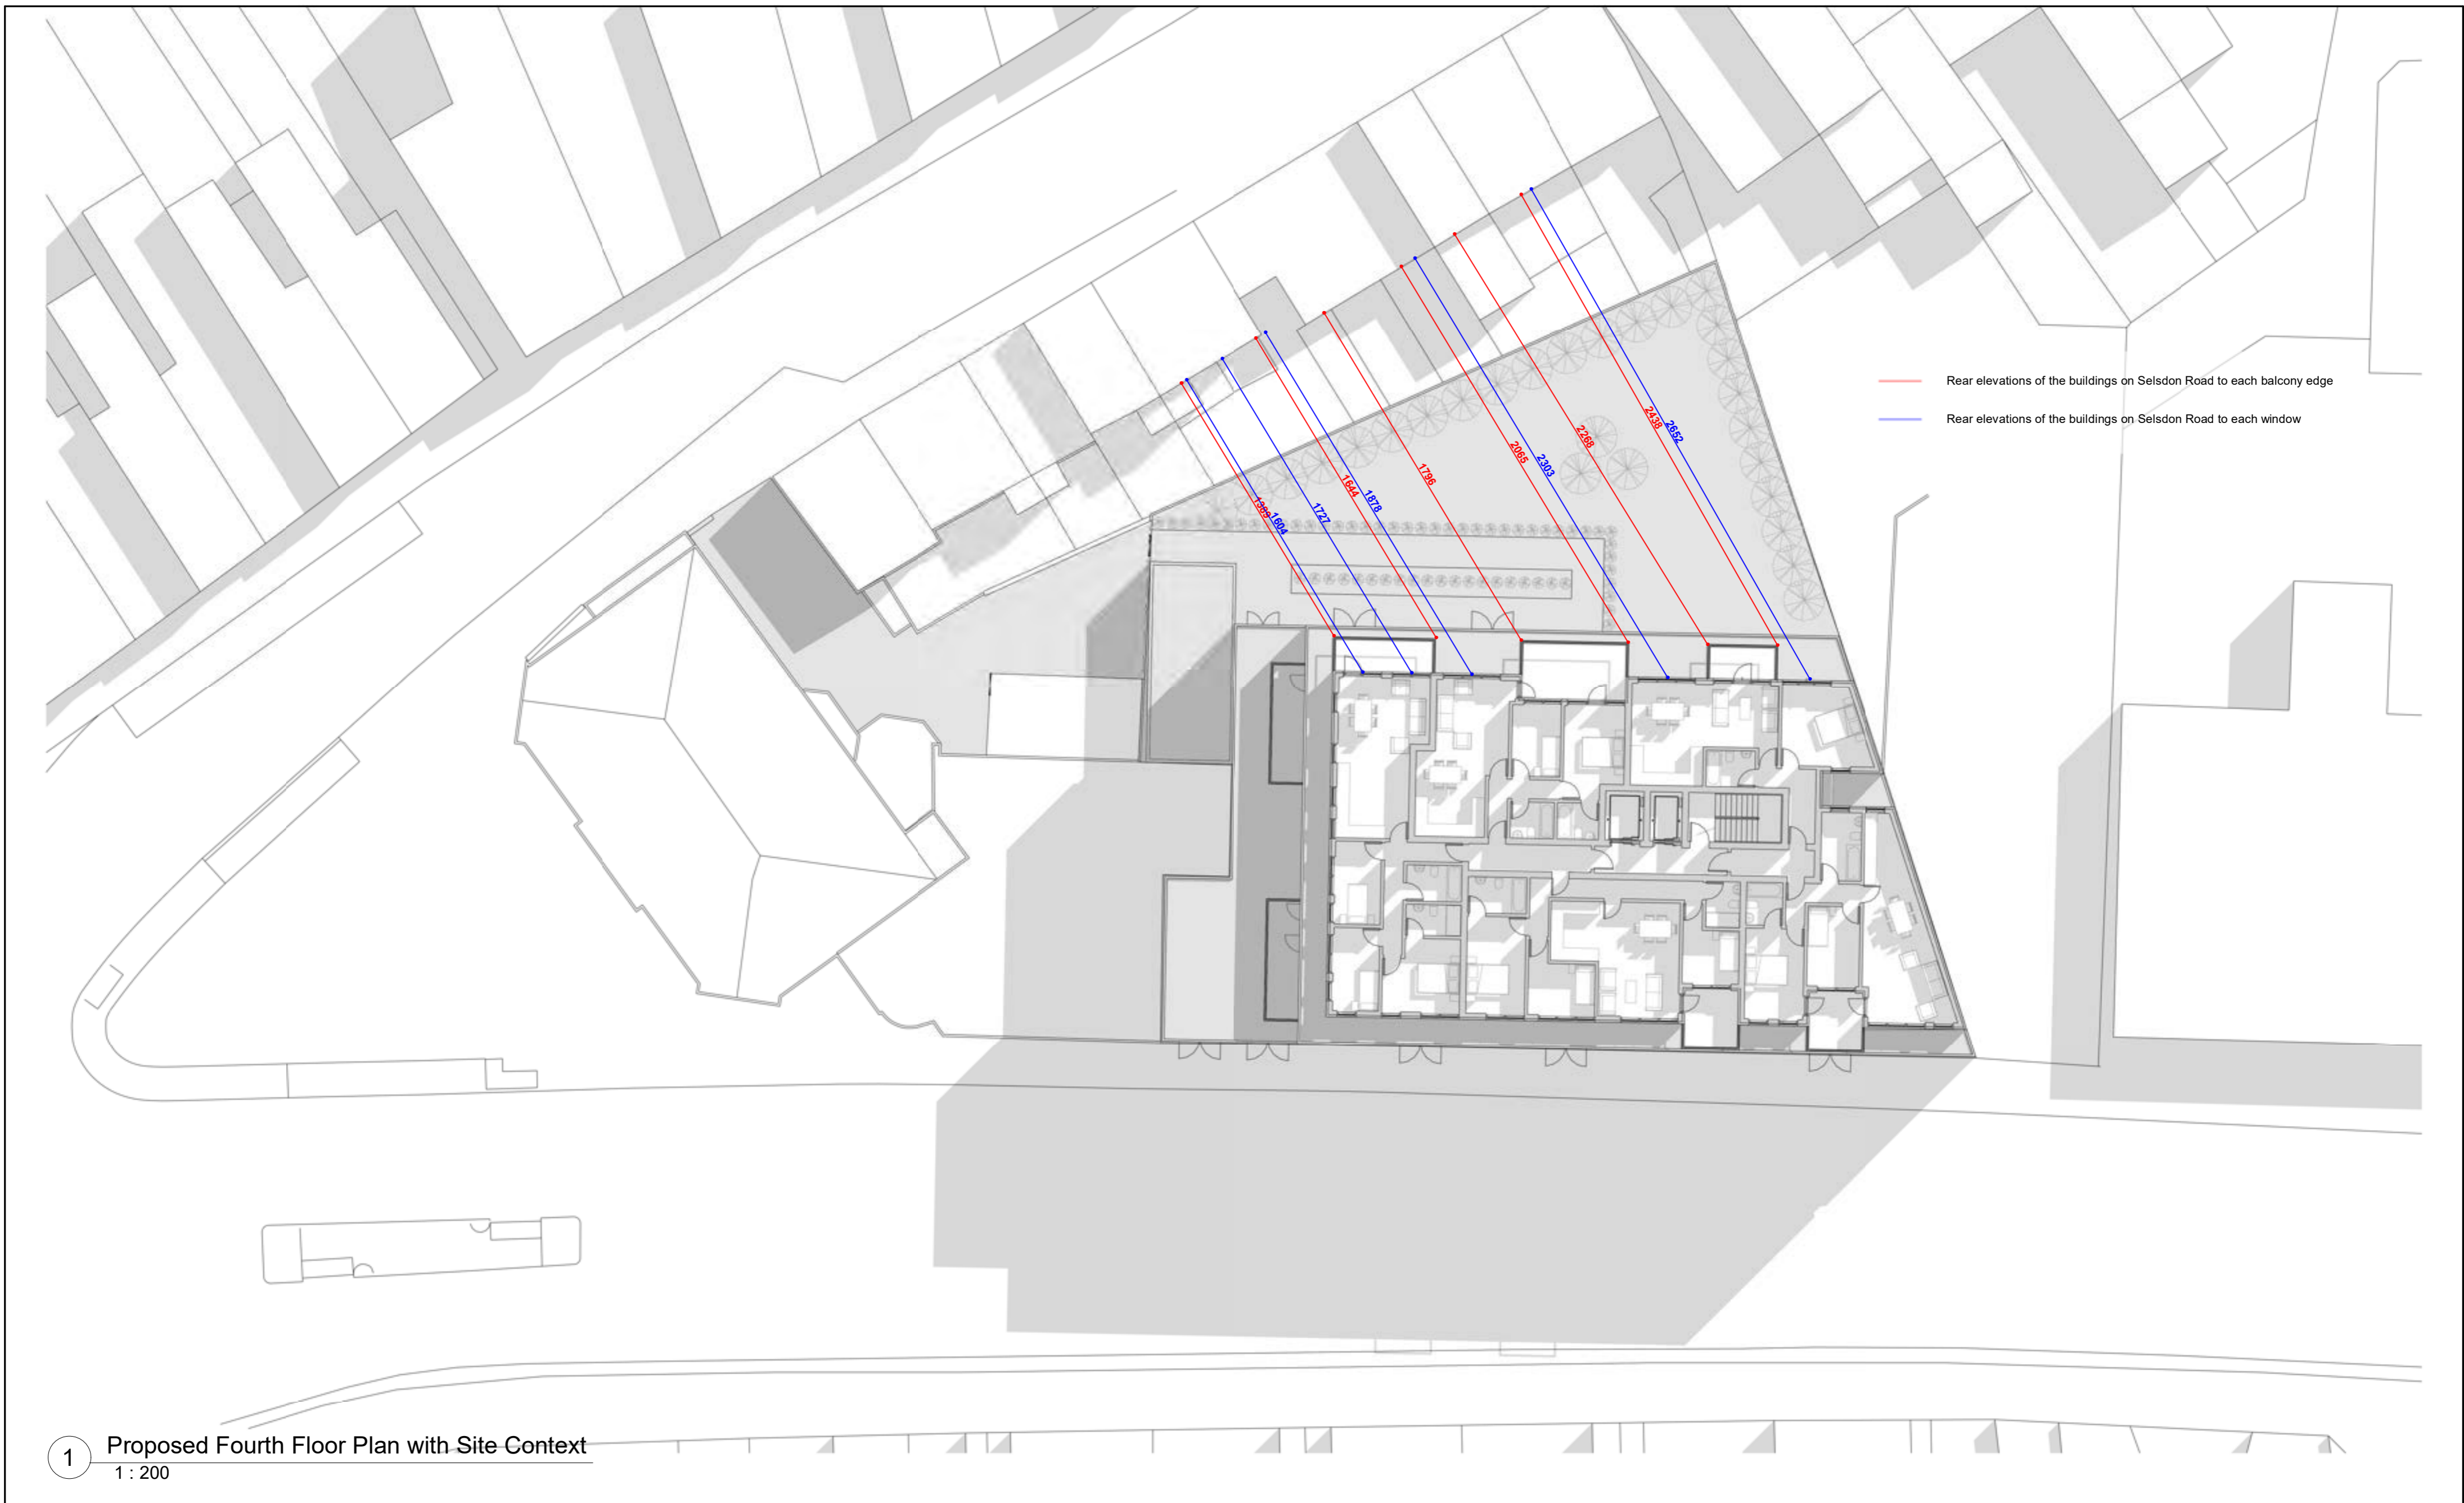 Rear elevations of the buildings on Selsdon Road to each balcony edge
Rear elevations of the buildings on Selsdon Road to each window
2438
2652
2268
2065
2303
1796
1644
1878
1727
1604
1 Proposed Fourth Floor Plan with Site Context
1 : 200